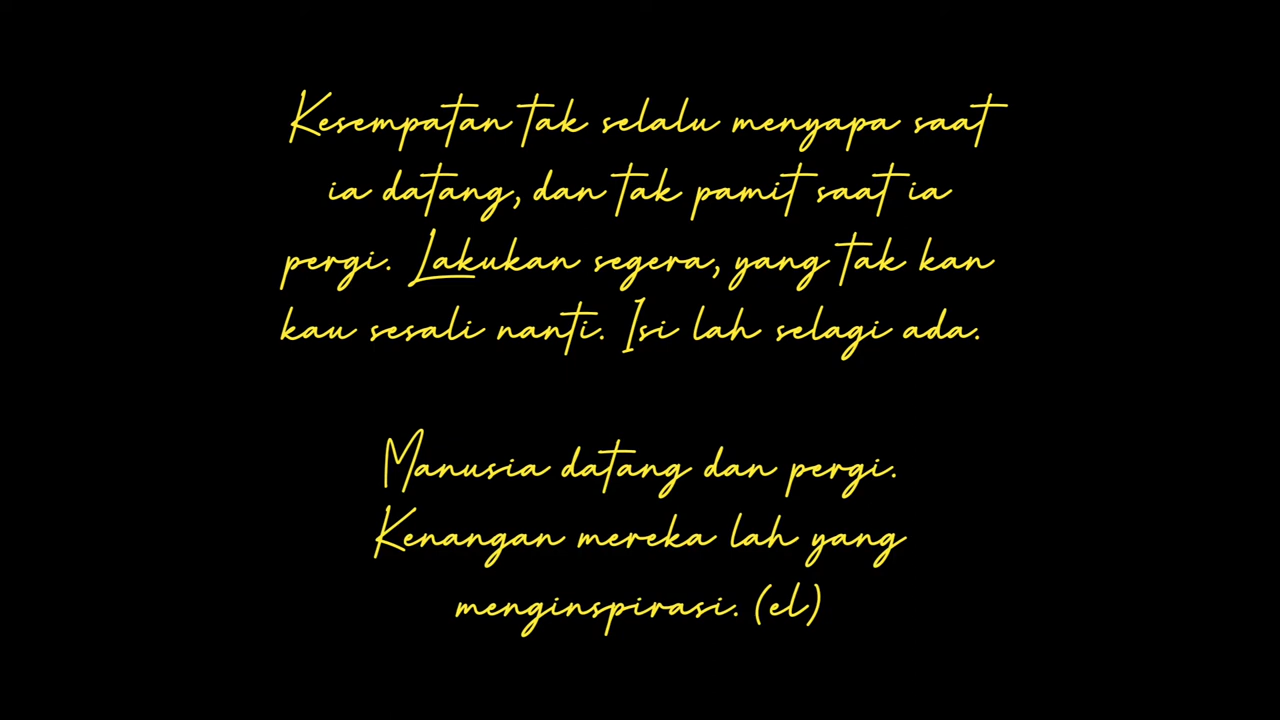 Kesempatan tak selalu menyapa saat
ia datang, dan tak pamit saat ia
pergi. Lakukan segera, yang tak kan
kau sesali nanti. Isi lah selagi ada.
Manusia datang dan pergi.
Kenangan mereka lah yang
menginspirasi. (el)